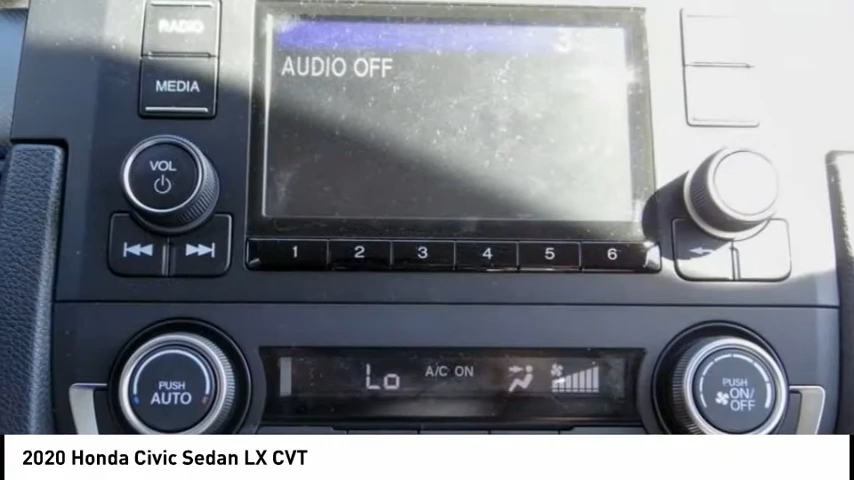 RADIO
3
AUDIO OFF
MEDIA
VOL
1 2 3 4 5 6
Lo A/C ON
PUSH
AUTO
PUSH
ON/
OFF
2020 Honda Civic Sedan LX CVT